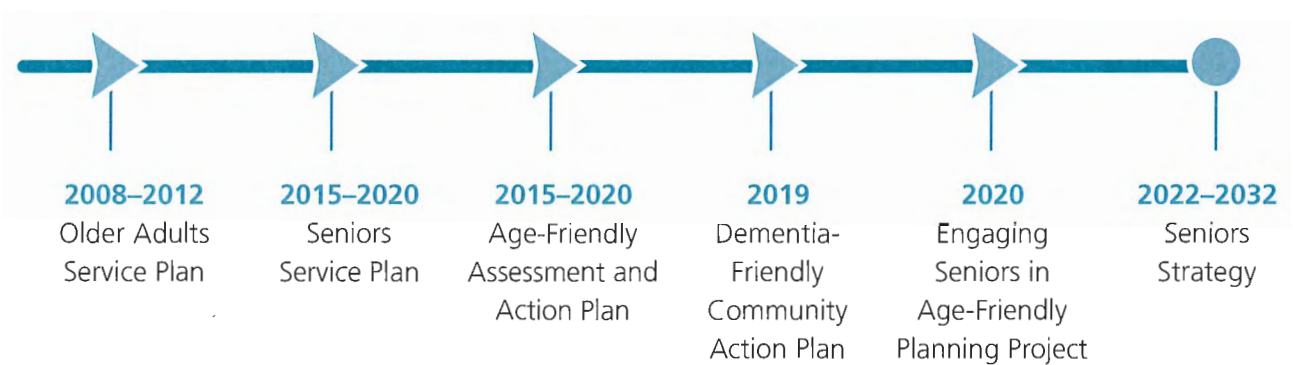 2008–2012
Older Adults
Service Plan
2015–2020
Seniors
Service Plan
2015–2020
Age-Friendly
Assessment and
Action Plan
2019
Dementia-
Friendly
Community
Action Plan
2020
Engaging
Seniors in
Age-Friendly
Planning Project
2022–2032
Seniors
Strategy